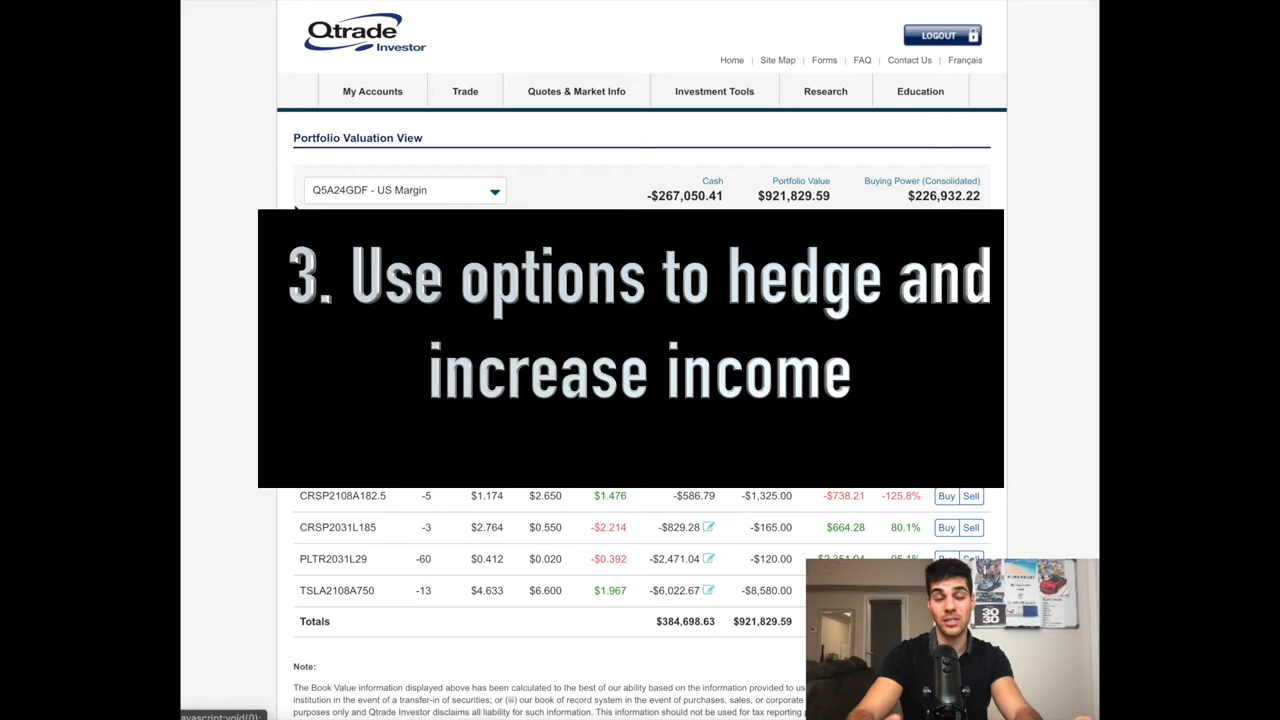 Qtrade
Investor
LOGOUT
Home | Site Map | Forms | FAQ | Contact Us | Français
My Accounts Trade Quotes & Market Info Investment Tools Research Education
Portfolio Valuation View
Q5A24GDF - US Margin
Cash Portfolio Value Buying Power (Consolidated)
-$267,050.41 $921,829.59 $226,932.22
3. Use options to hedge and
increase income
CRSP2108A182.5 -5 $1.174 $2.650 $1.476 -$586.79 -$1,325.00 -$738.21 -125.8% Buy Sell
CRSP2031L185 -3 $2.764 $0.550 -$2.214 -$829.28 -$165.00 $664.28 80.1% Buy Sell
PLTR2031L29 -60 $0.412 $0.020 -$0.392 -$2,471.04 -$120.00
TSLA2108A750 -13 $4.633 $6.600 $1.967 -$6,022.67 -$8,580.00
Totals $384,698.63 $921,829.59
30
30
Note:
The Book Value information displayed above has been calculated to the best of our ability based on the information provided to us
institution in the event of a transfer-in of securities; or (iii) our book of record system in the event of purchases, sales, or corporate
purposes only and Qtrade Investor disclaims all liability for such information. This information should not be used for tax reporting
javascript:void(0);